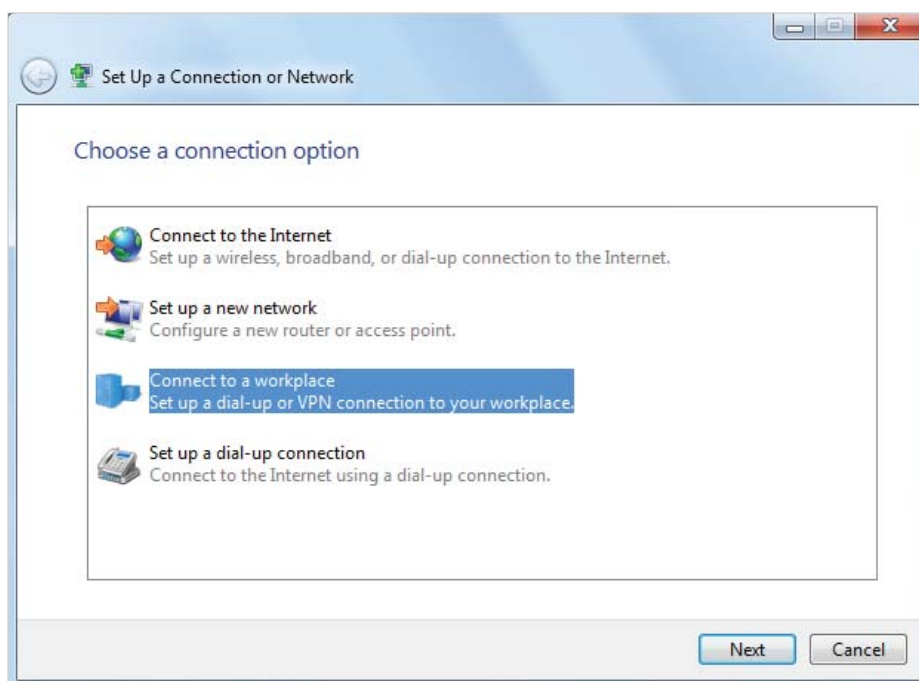 Set Up a Connection or Network
Choose a connection option
Connect to the Internet
Set up a wireless, broadband, or dial-up connection to the Internet.
Set up a new network
Configure a new router or access point.
Connect to a workplace
Set up a dial-up or VPN connection to your workplace.
Set up a dial-up connection
Connect to the Internet using a dial-up connection.
Next
Cancel